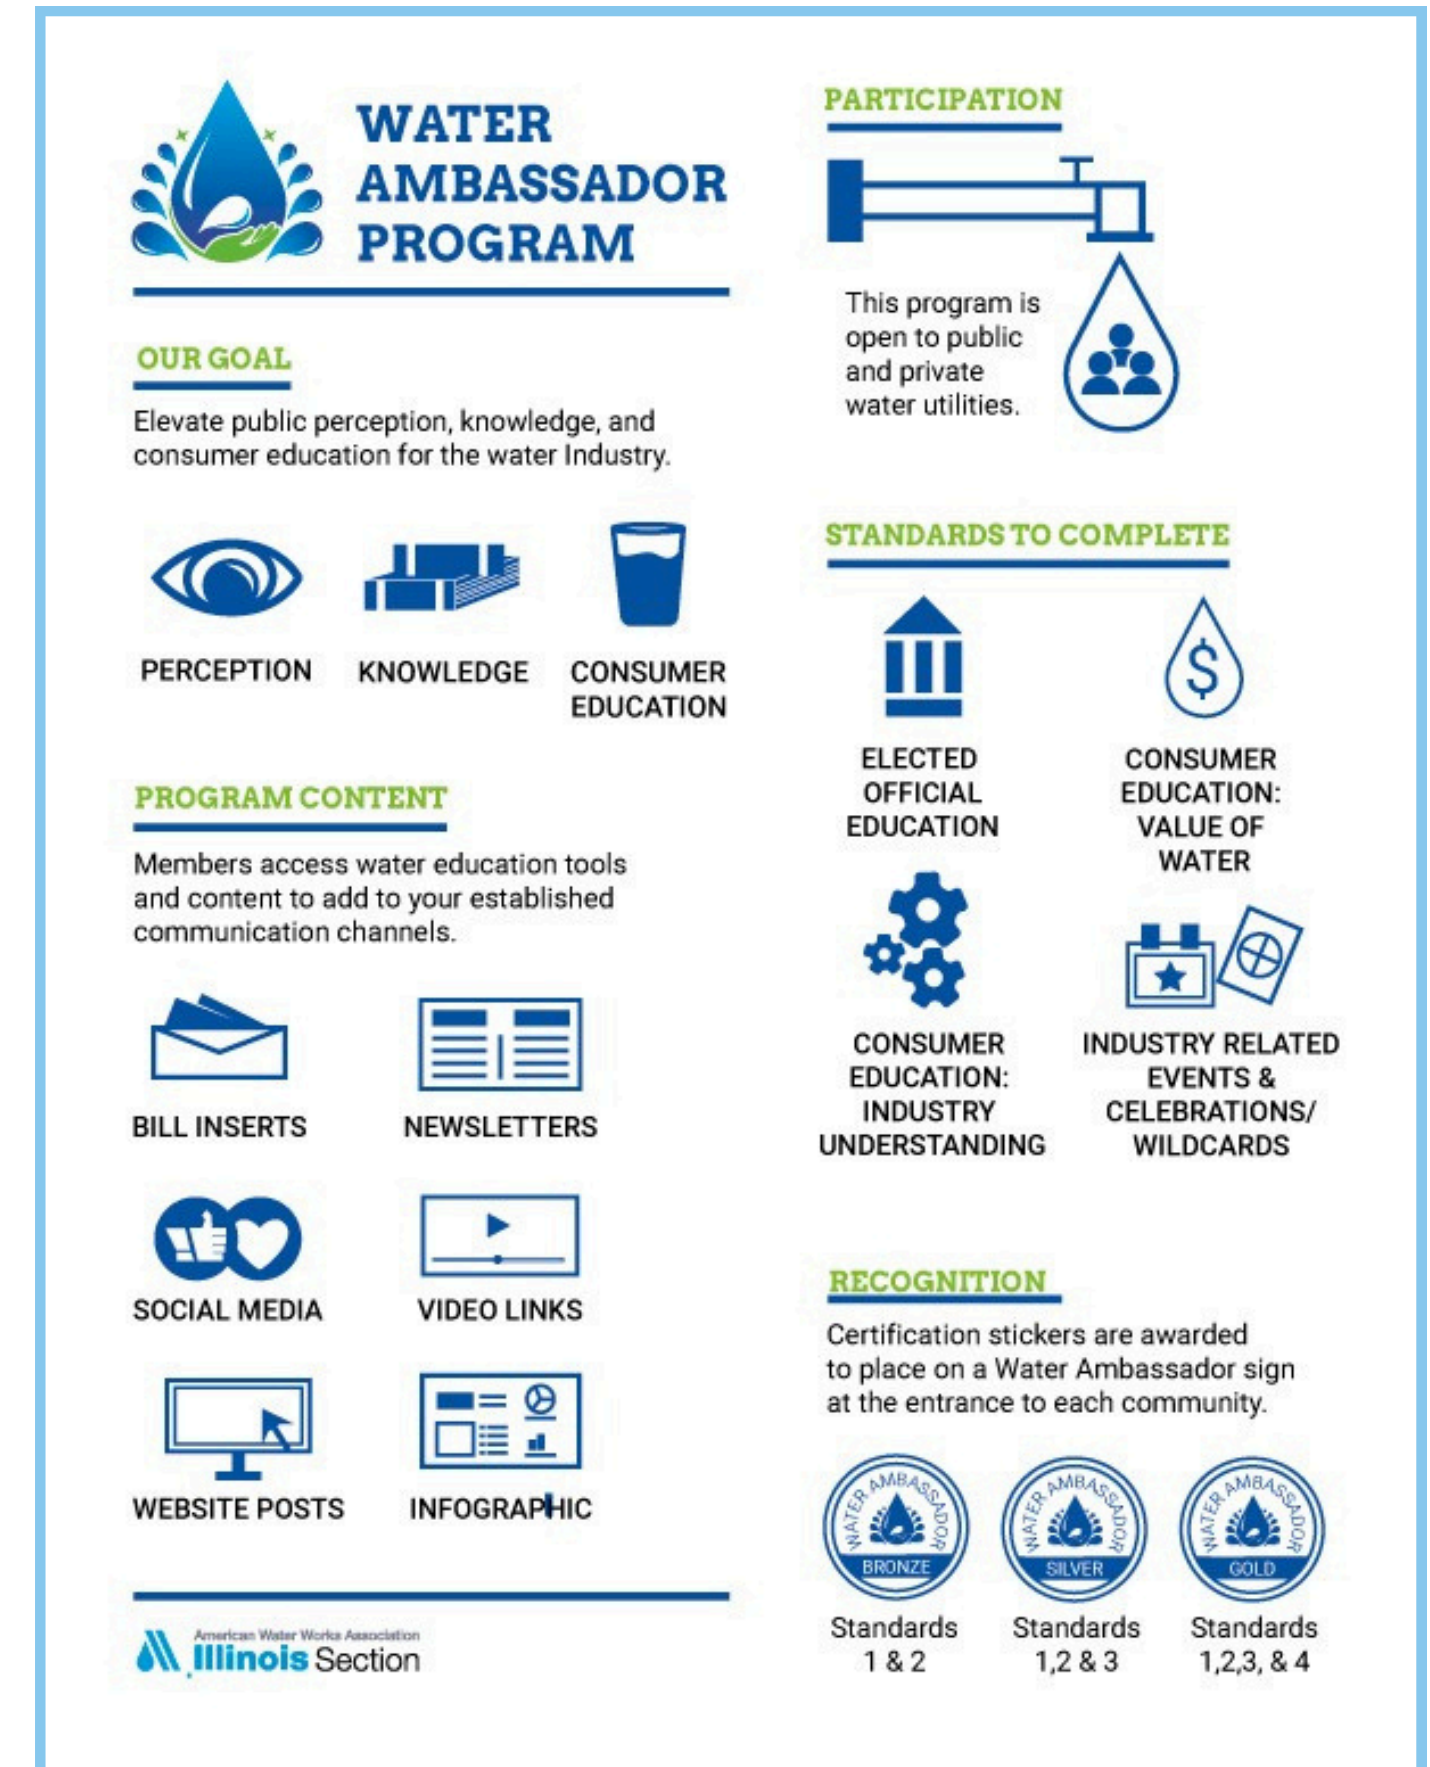 WATER
AMBASSADOR
PROGRAM
OUR GOAL
Elevate public perception, knowledge, and
consumer education for the water Industry.
PERCEPTION
KNOWLEDGE
CONSUMER
EDUCATION
PROGRAM CONTENT
Members access water education tools
and content to add to your established
communication channels.
BILL INSERTS
NEWSLETTERS
SOCIAL MEDIA
VIDEO LINKS
WEBSITE POSTS
INFOGRAPHIC
American Water Works Association
Illinois Section
PARTICIPATION
This program is
open to public
and private
water utilities.
STANDARDS TO COMPLETE
$
ELECTED
OFFICIAL
EDUCATION
CONSUMER
EDUCATION:
VALUE OF
WATER
CONSUMER
EDUCATION:
INDUSTRY
UNDERSTANDING
INDUSTRY RELATED
EVENTS &
CELEBRATIONS/
WILDCARDS
RECOGNITION
Certification stickers are awarded
to place on a Water Ambassador sign
at the entrance to each community.
WATER AMBASSADOR
BRONZE
Standards
1 & 2
WATER AMBASSADOR
SILVER
Standards
1,2 & 3
WATER AMBASSADOR
GOLD
Standards
1,2,3, & 4